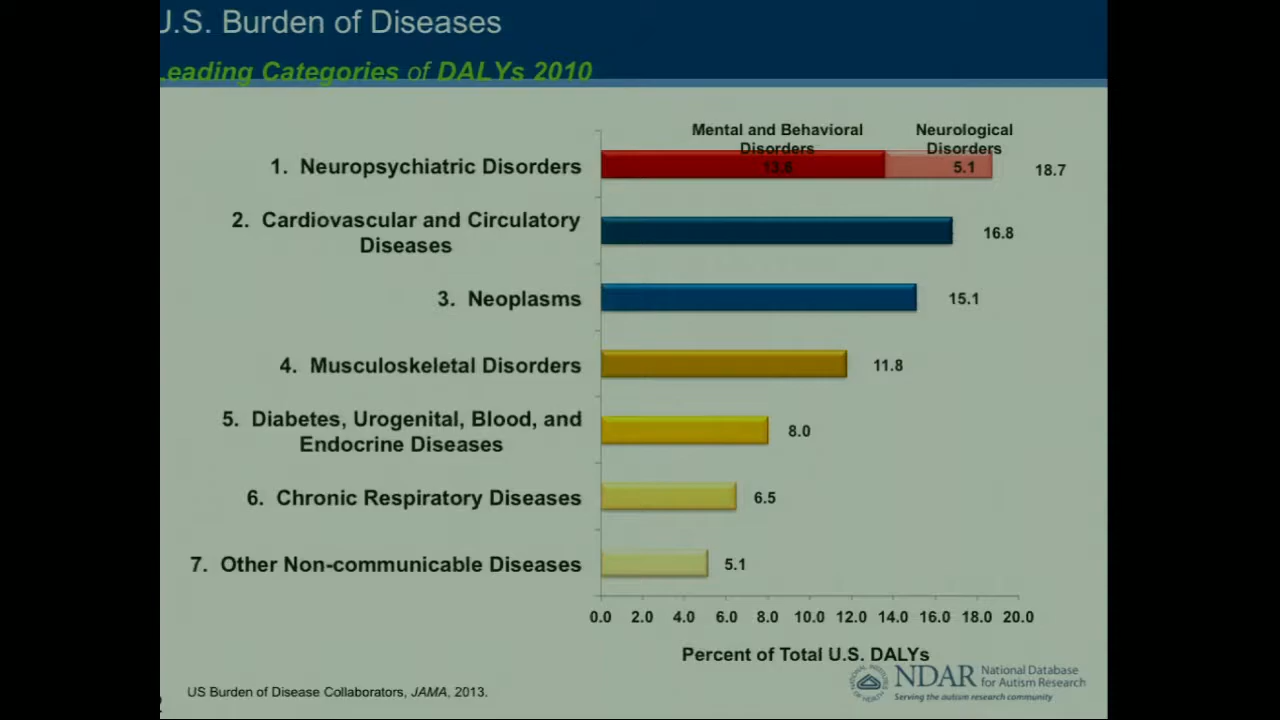 U.S. Burden of Diseases
Leading Categories of DALYs 2010
Mental and Behavioral
Disorders
Neurological
Disorders
1. Neuropsychiatric Disorders
13.6
5.1
18.7
2. Cardiovascular and Circulatory
Diseases
16.8
3. Neoplasms
15.1
4. Musculoskeletal Disorders
11.8
5. Diabetes, Urogenital, Blood, and
Endocrine Diseases
8.0
6. Chronic Respiratory Diseases
6.5
7. Other Non-communicable Diseases
5.1
0.0 2.0 4.0 6.0 8.0 10.0 12.0 14.0 16.0 18.0 20.0
Percent of Total U.S. DALYs
NDAR National Database
for Autism Research
Serving the autism research community
US Burden of Disease Collaborators, JAMA, 2013.